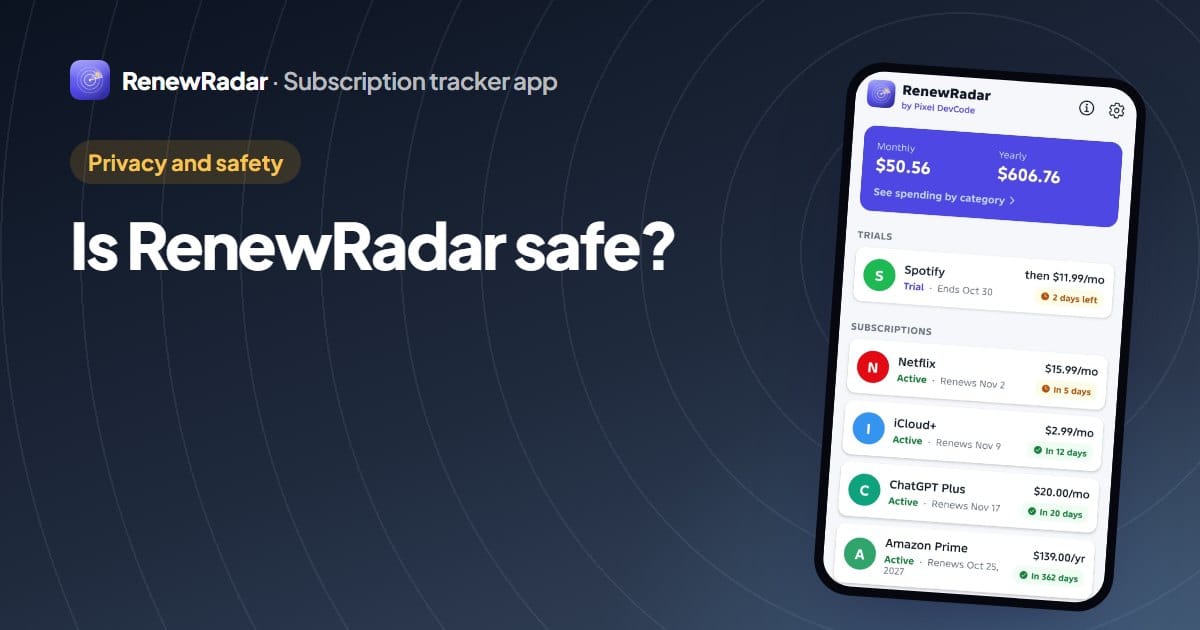 RenewRadar · Subscription tracker app
Privacy and safety
Is RenewRadar safe?
RenewRadar
by Pixel DevCode
Monthly
$50.56
Yearly
$606.76
See spending by category >
TRIALS
S
Spotify
Trial · Ends Oct 30
then $11.99/mo
2 days left
SUBSCRIPTIONS
N
Netflix
Active · Renews Nov 2
$15.99/mo
In 5 days
I
iCloud+
Active · Renews Nov 9
$2.99/mo
In 12 days
C
ChatGPT Plus
Active · Renews Nov 17
$20.00/mo
In 20 days
A
Amazon Prime
Active · Renews Oct 25,
2027
$139.00/yr
In 362 days